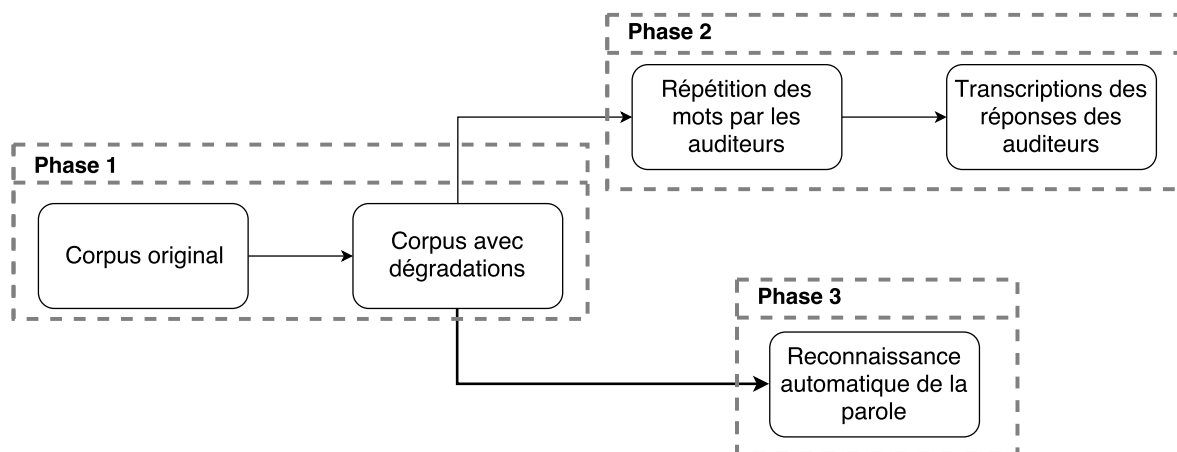 Phase 1
Corpus original
Corpus avec
dégradations
Phase 2
Répétition des
mots par les
auditeurs
Transcriptions des
réponses des
auditeurs
Phase 3
Reconnaissance
automatique de la
parole